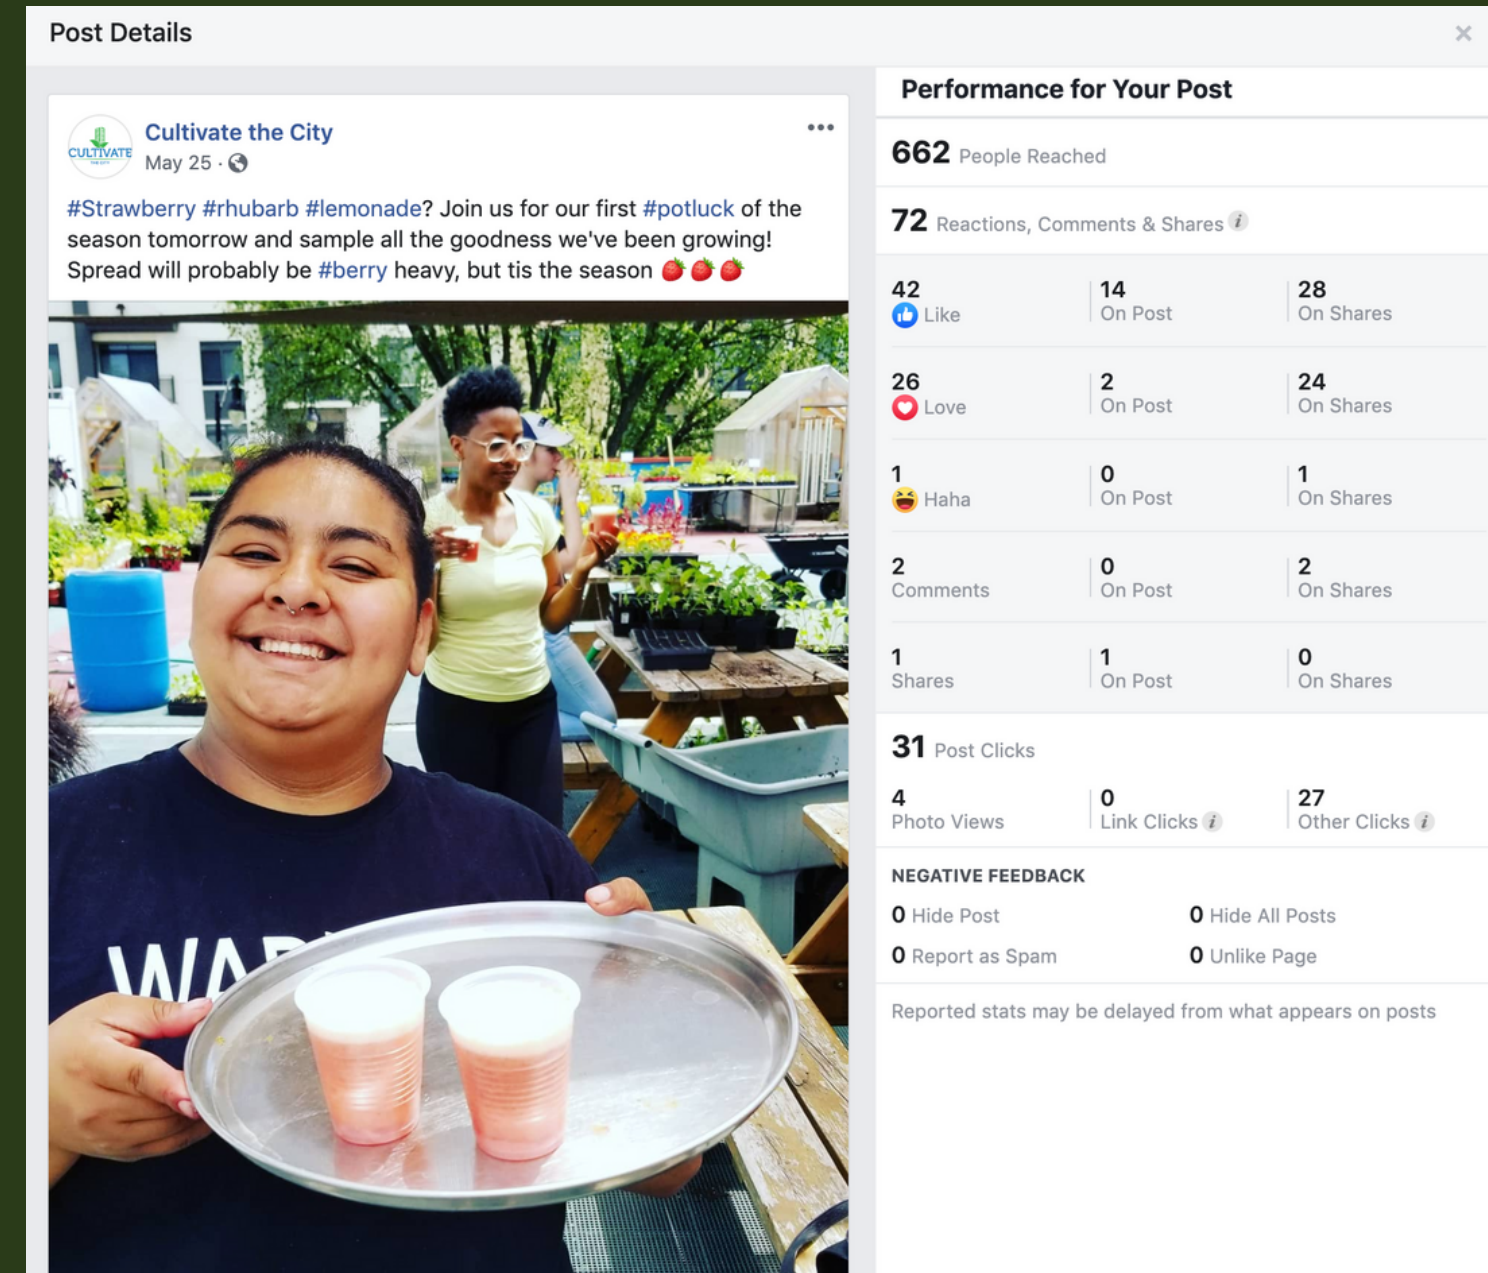 Post Details
Cultivate the City
May 25 ·
#Strawberry #rhubarb #lemonade? Join us for our first #potluck of the
season tomorrow and sample all the goodness we've been growing!
Spread will probably be #berry heavy, but tis the season 🍓🍓🍓
CULTIVATE
THE CITY
WAR
Performance for Your Post
662 People Reached
72 Reactions, Comments & Shares
42 14 28
Like On Post On Shares
26 2 24
Love On Post On Shares
1 0 1
Haha On Post On Shares
2 0 2
Comments On Post On Shares
1 1 0
Shares On Post On Shares
31 Post Clicks
4 0 27
Photo Views Link Clicks Other Clicks
NEGATIVE FEEDBACK
0 Hide Post 0 Hide All Posts
0 Report as Spam 0 Unlike Page
Reported stats may be delayed from what appears on posts